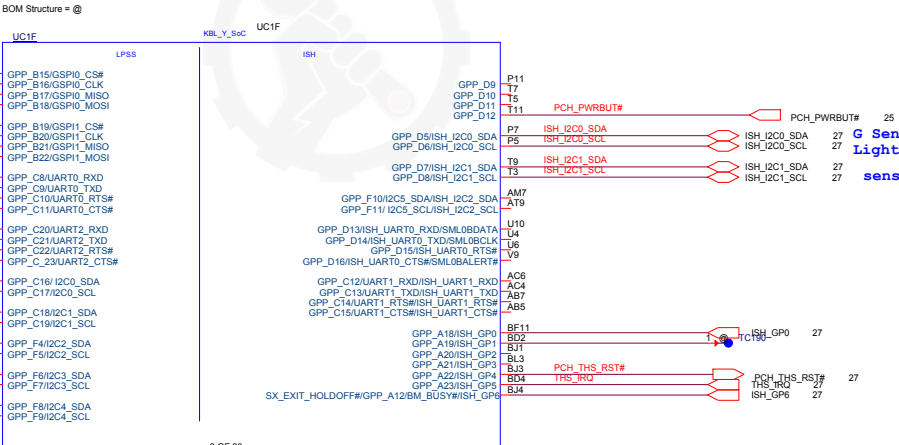 BOM Structure = @
UC1F
KBL_Y_SoC
UC1F
LPSS
ISH
GPP_B15/GSPI0_CS#
GPP_B16/GSPI0_CLK
GPP_B17/GSPI0_MISO
GPP_B18/GSPI0_MOSI
GPP_B19/GSPI1_CS#
GPP_B20/GSPI1_CLK
GPP_B21/GSPI1_MISO
GPP_B22/GSPI1_MOSI
GPP_C8/UART0_RXD
GPP_C9/UART0_TXD
GPP_C10/UART0_RTS#
GPP_C11/UART0_CTS#
GPP_C20/UART2_RXD
GPP_C21/UART2_TXD
GPP_C22/UART2_RTS#
GPP_C_23/UART2_CTS#
GPP_C16/ I2C0_SDA
GPP_C17/I2C0_SCL
GPP_C18/I2C1_SDA
GPP_C19/I2C1_SCL
GPP_F4/I2C2_SDA
GPP_F5/I2C2_SCL
GPP_F6/I2C3_SDA
GPP_F7/I2C3_SCL
GPP_F8/I2C4_SDA
GPP_F9/I2C4_SCL
GPP_D9 P11
GPP_D10 T7
GPP_D11 T5
GPP_D12 T11 PCH_PWRBUT# PCH_PWRBUT# 25
GPP_D5/ISH_I2C0_SDA P7 ISH_I2C0_SDA ISH_I2C0_SDA 27 G Sen
GPP_D6/ISH_I2C0_SCL P5 ISH_I2C0_SCL ISH_I2C0_SCL 27 Light
GPP_D7/ISH_I2C1_SDA T9 ISH_I2C1_SDA ISH_I2C1_SDA 27
GPP_D8/ISH_I2C1_SCL T3 ISH_I2C1_SCL ISH_I2C1_SCL 27 sens
GPP_F10/I2C5_SDA/ISH_I2C2_SDA AM7
GPP_F11/ I2C5_SCL/ISH_I2C2_SCL AT9
GPP_D13/ISH_UART0_RXD/SML0BDATA U10
GPP_D14/ISH_UART0_TXD/SML0BCLK U4
GPP_D15/ISH_UART0_RTS# U6
GPP_D16/ISH_UART0_CTS#/SML0BALERT# V9
GPP_C12/UART1_RXD/ISH_UART1_RXD AC6
GPP_C13/UART1_TXD/ISH_UART1_TXD AC4
GPP_C14/UART1_RTS#/ISH_UART1_RTS# AB7
GPP_C15/UART1_CTS#/ISH_UART1_CTS# AB5
GPP_A18/ISH_GP0 BF11 ISH_GP0 27
GPP_A19/ISH_GP1 BD2 1 @ TC190
GPP_A20/ISH_GP2 BJ1
GPP_A21/ISH_GP3 BL3
GPP_A22/ISH_GP4 BJ3 PCH_THS_RST# PCH_THS_RST# 27
GPP_A23/ISH_GP5 BD4 THS_IRQ THS_IRQ 27
SX_EXIT_HOLDOFF#/GPP_A12/BM_BUSY#/ISH_GP6 BJ4 ISH_GP6 27